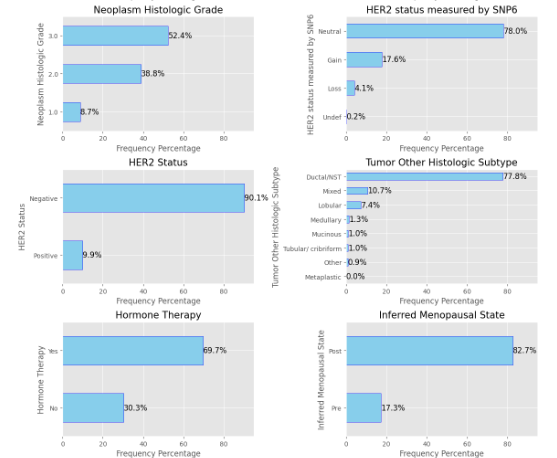 Neoplasm Histologic Grade
Neoplasm Histologic Grade
3.0
52.4%
2.0
38.8%
1.0
8.7%
0 20 40 60 80
Frequency Percentage
HER2 status measured by SNP6
HER2 status measured by SNP6
Neutral
78.0%
Gain
17.6%
Loss
4.1%
Undef
0.2%
0 20 40 60 80
Frequency Percentage
HER2 Status
HER2 Status
Negative
90.1%
Positive
9.9%
0 20 40 60 80
Frequency Percentage
Tumor Other Histologic Subtype
Tumor Other Histologic Subtype
Ductal/NST
77.8%
Mixed
10.7%
Lobular
7.4%
Medullary
1.3%
Mucinous
1.0%
Tubular/ cribriform
1.0%
Other
0.9%
Metaplastic
0.0%
0 20 40 60 80
Frequency Percentage
Hormone Therapy
Hormone Therapy
Yes
69.7%
No
30.3%
0 20 40 60 80
Frequency Percentage
Inferred Menopausal State
Inferred Menopausal State
Post
82.7%
Pre
17.3%
0 20 40 60 80
Frequency Percentage